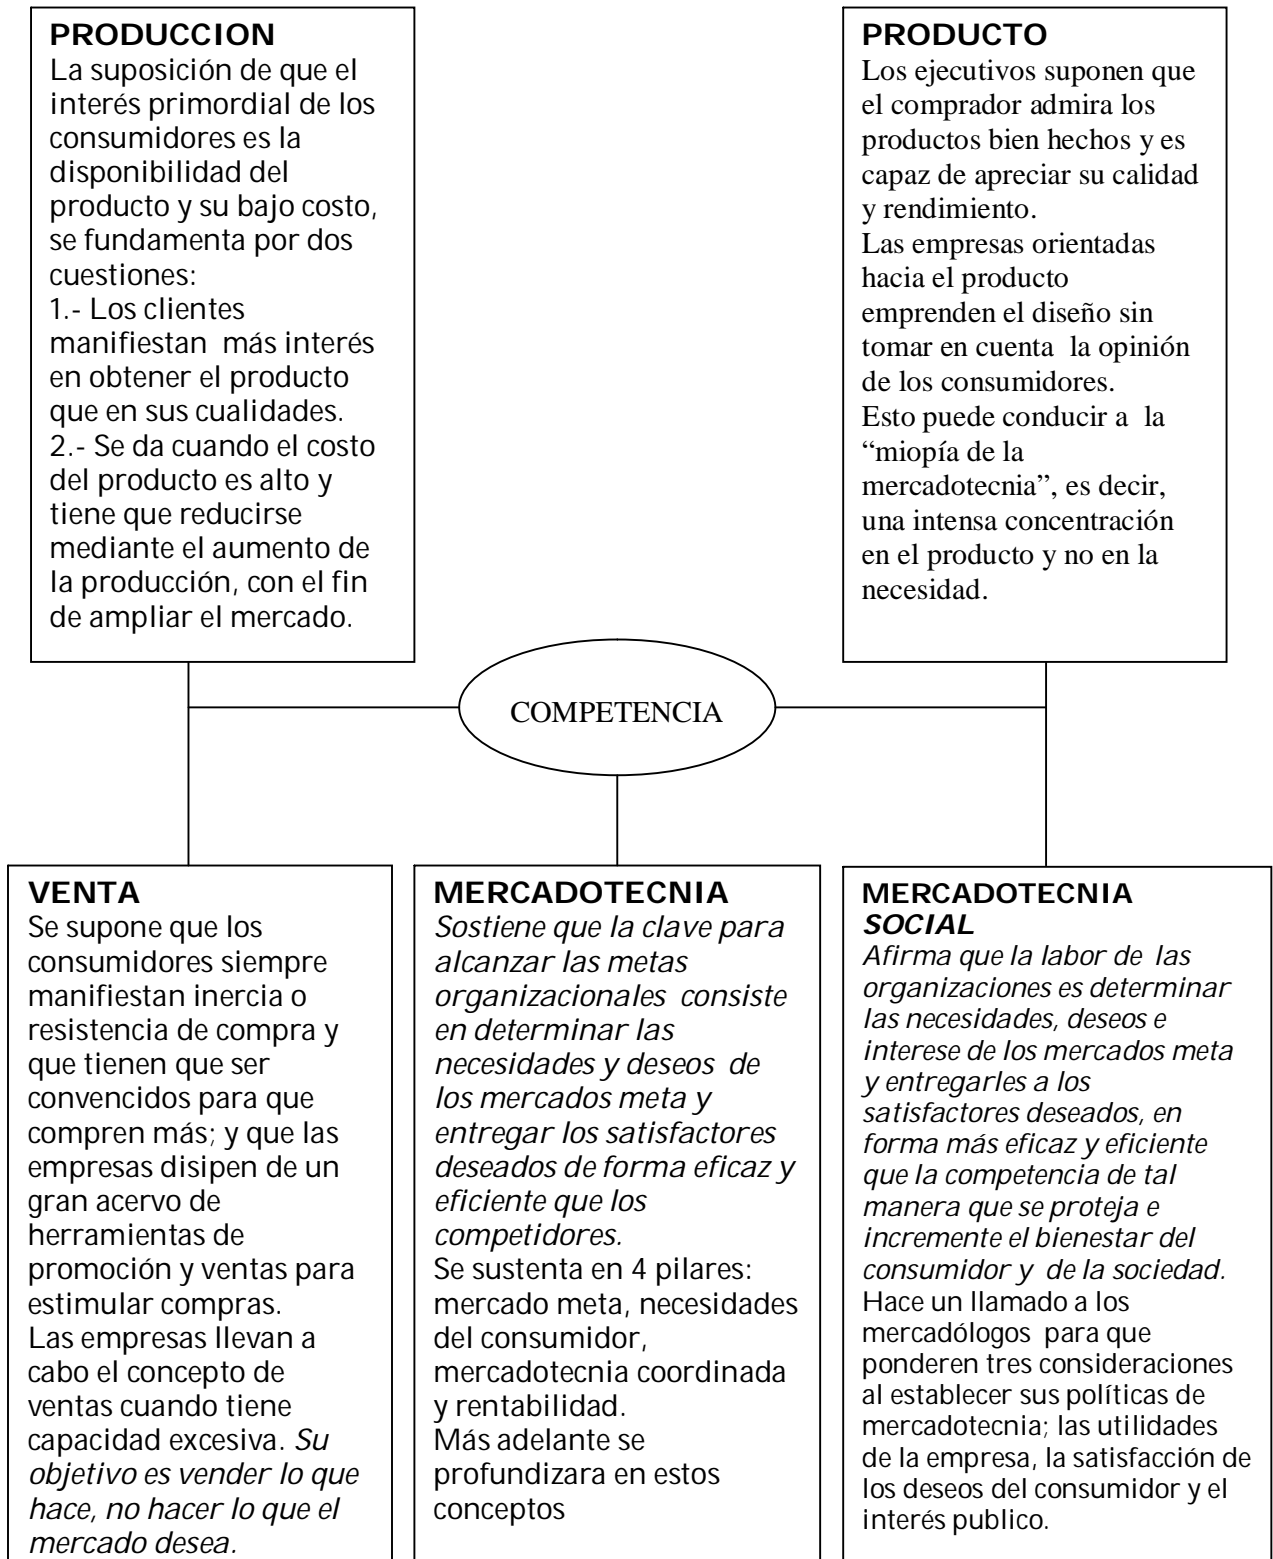 PRODUCCION
La suposición de que el
interés primordial de los
consumidores es la
disponibilidad del
producto y su bajo costo,
se fundamenta por dos
cuestiones:
1.- Los clientes
manifiestan más interés
en obtener el producto
que en sus cualidades.
2.- Se da cuando el costo
del producto es alto y
tiene que reducirse
mediante el aumento de
la producción, con el fin
de ampliar el mercado.
PRODUCTO
Los ejecutivos suponen que
el comprador admira los
productos bien hechos y es
capaz de apreciar su calidad
y rendimiento.
Las empresas orientadas
hacia el producto
emprenden el diseño sin
tomar en cuenta la opinión
de los consumidores.
Esto puede conducir a la
“miopía de la
mercadotecnia”, es decir,
una intensa concentración
en el producto y no en la
necesidad.
COMPETENCIA
VENTA
Se supone que los
consumidores siempre
manifiestan inercia o
resistencia de compra y
que tienen que ser
convencidos para que
compren más; y que las
empresas disipen de un
gran acervo de
herramientas de
promoción y ventas para
estimular compras.
Las empresas llevan a
cabo el concepto de
ventas cuando tiene
capacidad excesiva. Su
objetivo es vender lo que
hace, no hacer lo que el
mercado desea.
MERCADOTECNIA
Sostiene que la clave para
alcanzar las metas
organizacionales consiste
en determinar las
necesidades y deseos de
los mercados meta y
entregar los satisfactores
deseados de forma eficaz y
eficiente que los
competidores.
Se sustenta en 4 pilares:
mercado meta, necesidades
del consumidor,
mercadotecnia coordinada
y rentabilidad.
Más adelante se
profundizara en estos
conceptos
MERCADOTECNIA
SOCIAL
Afirma que la labor de las
organizaciones es determinar
las necesidades, deseos e
interese de los mercados meta
y entregarles a los
satisfactores deseados, en
forma más eficaz y eficiente
que la competencia de tal
manera que se proteja e
incremente el bienestar del
consumidor y de la sociedad.
Hace un llamado a los
mercadólogos para que
ponderen tres consideraciones
al establecer sus políticas de
mercadotecnia; las utilidades
de la empresa, la satisfacción de
los deseos del consumidor y el
interés publico.